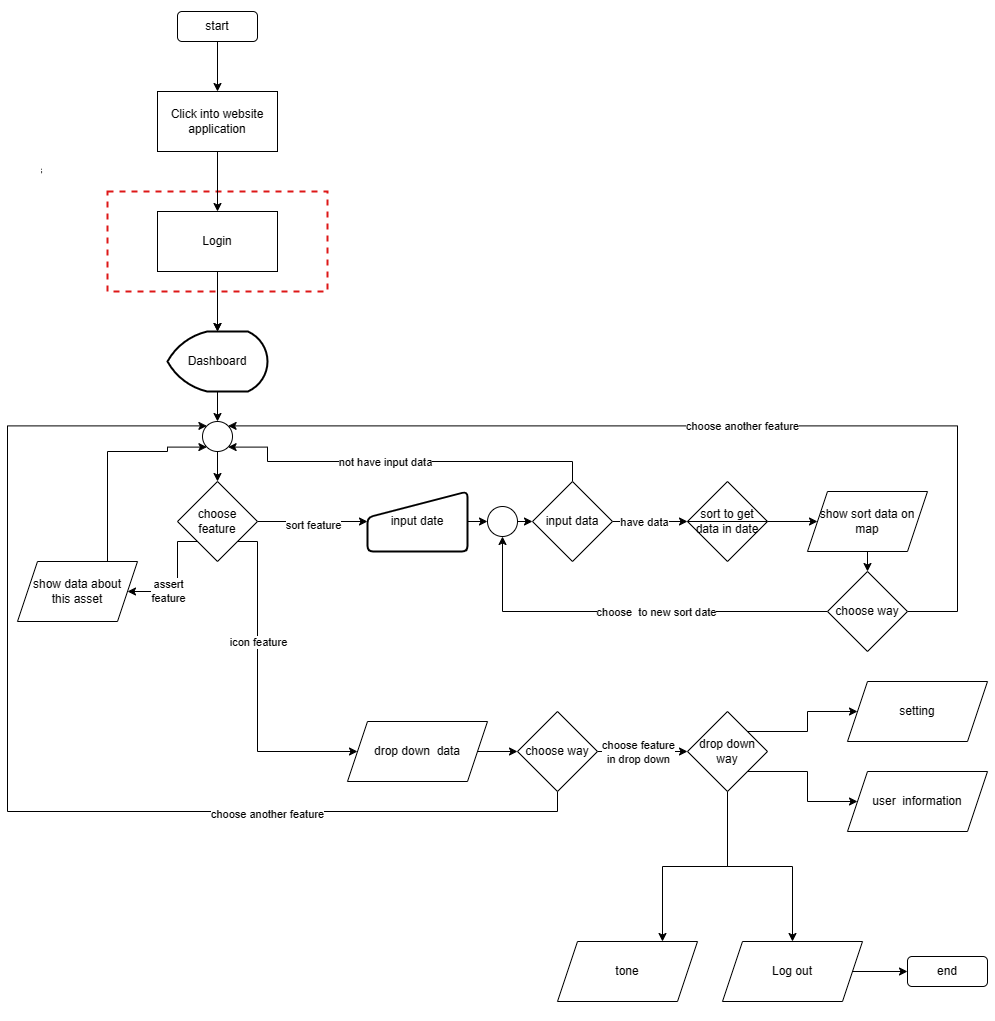 start
Click into website
application
;
Login
Dashboard
choose another feature
not have input data
choose
feature
sort feature
input date
input data
have data
sort to get
data in date
show sort data on
map
show data about
this asset
assert
feature
choose  to new sort date
choose way
icon feature
setting
drop down  data
choose way
choose feature
in drop down
drop down
way
user  information
choose another feature
tone
Log out
end